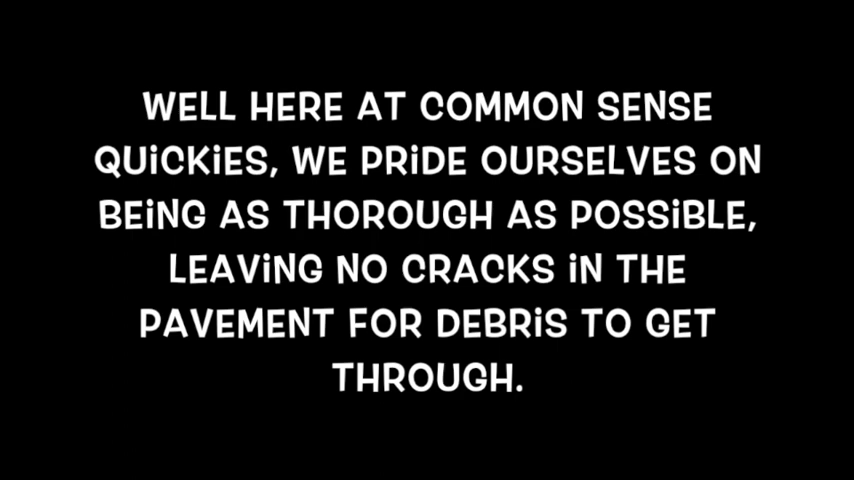 WELL HERE AT COMMON SENSE
QUiCKiES, WE PRiDE OURSELVES ON
BEiNG AS THOROUGH AS POSSiBLE,
LEAViNG NO CRACKS iN THE
PAVEMENT FOR DEBRiS TO GET
THROUGH.